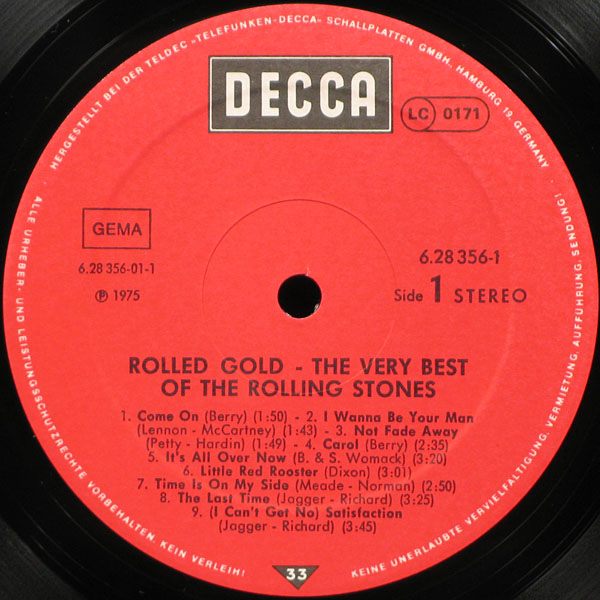 HERGESTELLT BEI DER TELDEC »TELEFUNKEN-DECCA« SCHALLPLATTEN GMBH, HAMBURG 19, GERMANY
DECCA
LC 0171
GEMA
6.28 356-01-1
℗ 1975
6.28 356-1
Side 1 STEREO
ROLLED GOLD - THE VERY BEST
OF THE ROLLING STONES
1. Come On (Berry) (1:50) - 2. I Wanna Be Your Man
(Lennon - McCartney) (1:43) - 3. Not Fade Away
(Petty - Hardin) (1:49) - 4. Carol (Berry) (2:35)
5. It's All Over Now (B. & S. Womack) (3:20)
6. Little Red Rooster (Dixon) (3:01)
7. Time Is On My Side (Meade - Norman) (2:50)
8. The Last Time (Jagger - Richard) (3:25)
9. (I Can't Get No) Satisfaction
(Jagger - Richard) (3:45)
33
ALLE URHEBER- UND LEISTUNGSSCHUTZRECHTE VORBEHALTEN. KEIN VERLEIH!
KEINE UNERLAUBTE VERVIELFÄLTIGUNG, VERMIETUNG, AUFFÜHRUNG, SENDUNG!